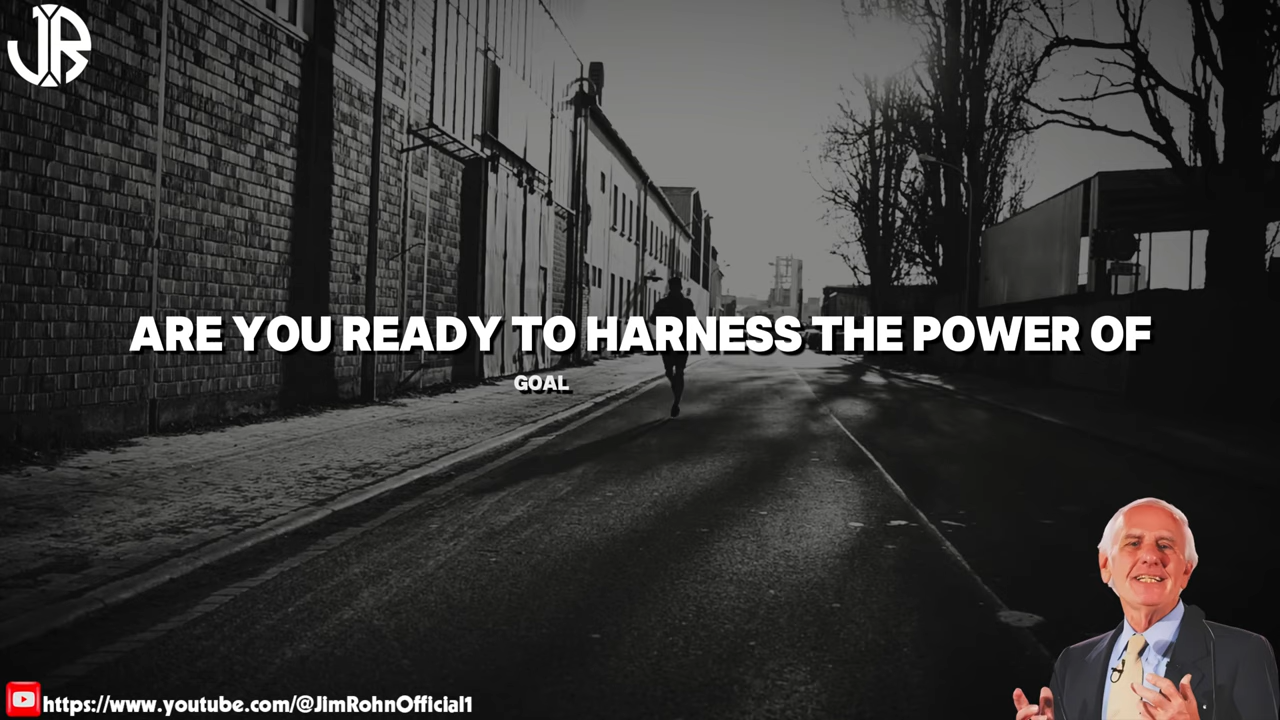 JR
ARE YOU READY TO HARNESS THE POWER OF
GOAL
https://www.youtube.com/@JimRohnOfficial1